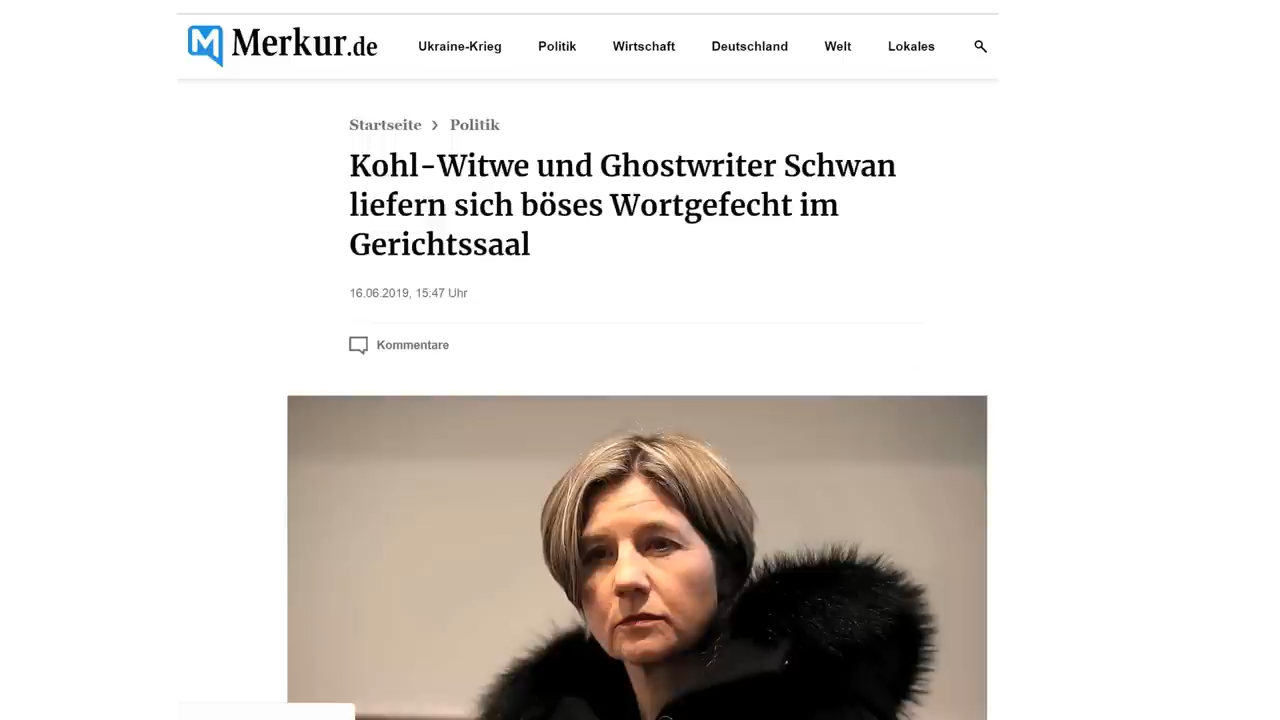 Merkur.de
Ukraine-Krieg Politik Wirtschaft Deutschland Welt Lokales
Startseite › Politik
Kohl-Witwe und Ghostwriter Schwan
liefern sich böses Wortgefecht im
Gerichtssaal
16.06.2019, 15:47 Uhr
Kommentare